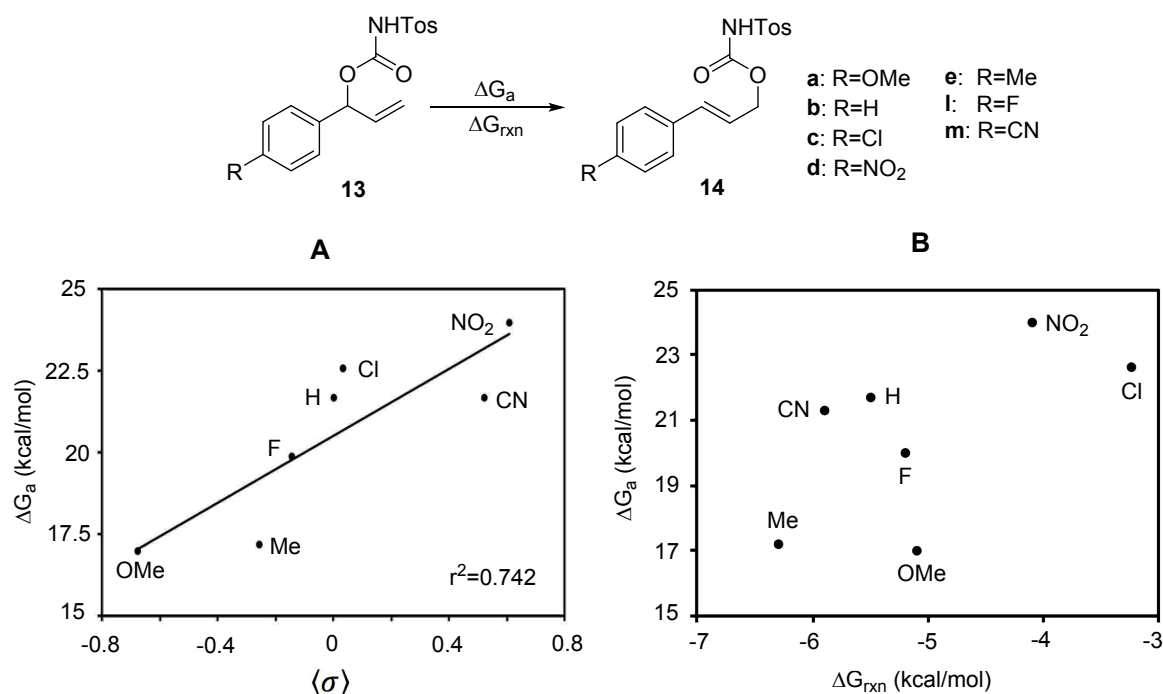 NHTos
O
O
R
13
ΔGₐ
ΔG_rxn
NHTos
O
O
R
14
a: R=OMe
b: R=H
c: R=Cl
d: R=NO₂
e: R=Me
l: R=F
m: R=CN
A
25
22.5
20
17.5
15
ΔGₐ (kcal/mol)
NO₂
Cl
H
CN
F
Me
OMe
r²=0.742
-0.8 -0.4 0 0.4 0.8
⟨σ⟩
B
25
23
21
19
17
15
ΔGₐ (kcal/mol)
NO₂
Cl
CN
H
F
Me
OMe
-7 -6 -5 -4 -3
ΔG_rxn (kcal/mol)